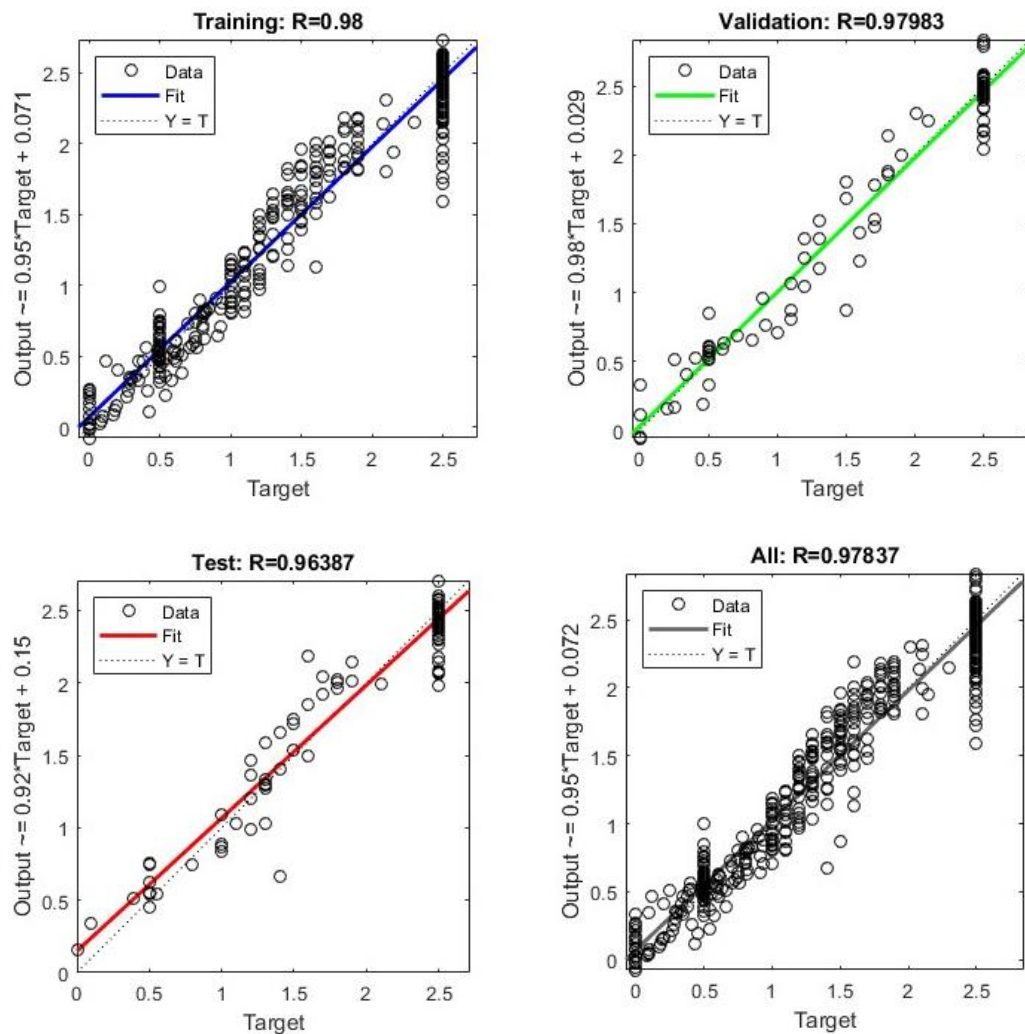 Training: R=0.98
Data
Fit
Y = T
Output ~= 0.95*Target + 0.071
2.5
2
1.5
1
0.5
0
0 0.5 1 1.5 2 2.5
Target
Validation: R=0.97983
Data
Fit
Y = T
Output ~= 0.98*Target + 0.029
2.5
2
1.5
1
0.5
0
0 0.5 1 1.5 2 2.5
Target
Test: R=0.96387
Data
Fit
Y = T
Output ~= 0.92*Target + 0.15
2.5
2
1.5
1
0.5
0
0 0.5 1 1.5 2 2.5
Target
All: R=0.97837
Data
Fit
Y = T
Output ~= 0.95*Target + 0.072
2.5
2
1.5
1
0.5
0
0 0.5 1 1.5 2 2.5
Target